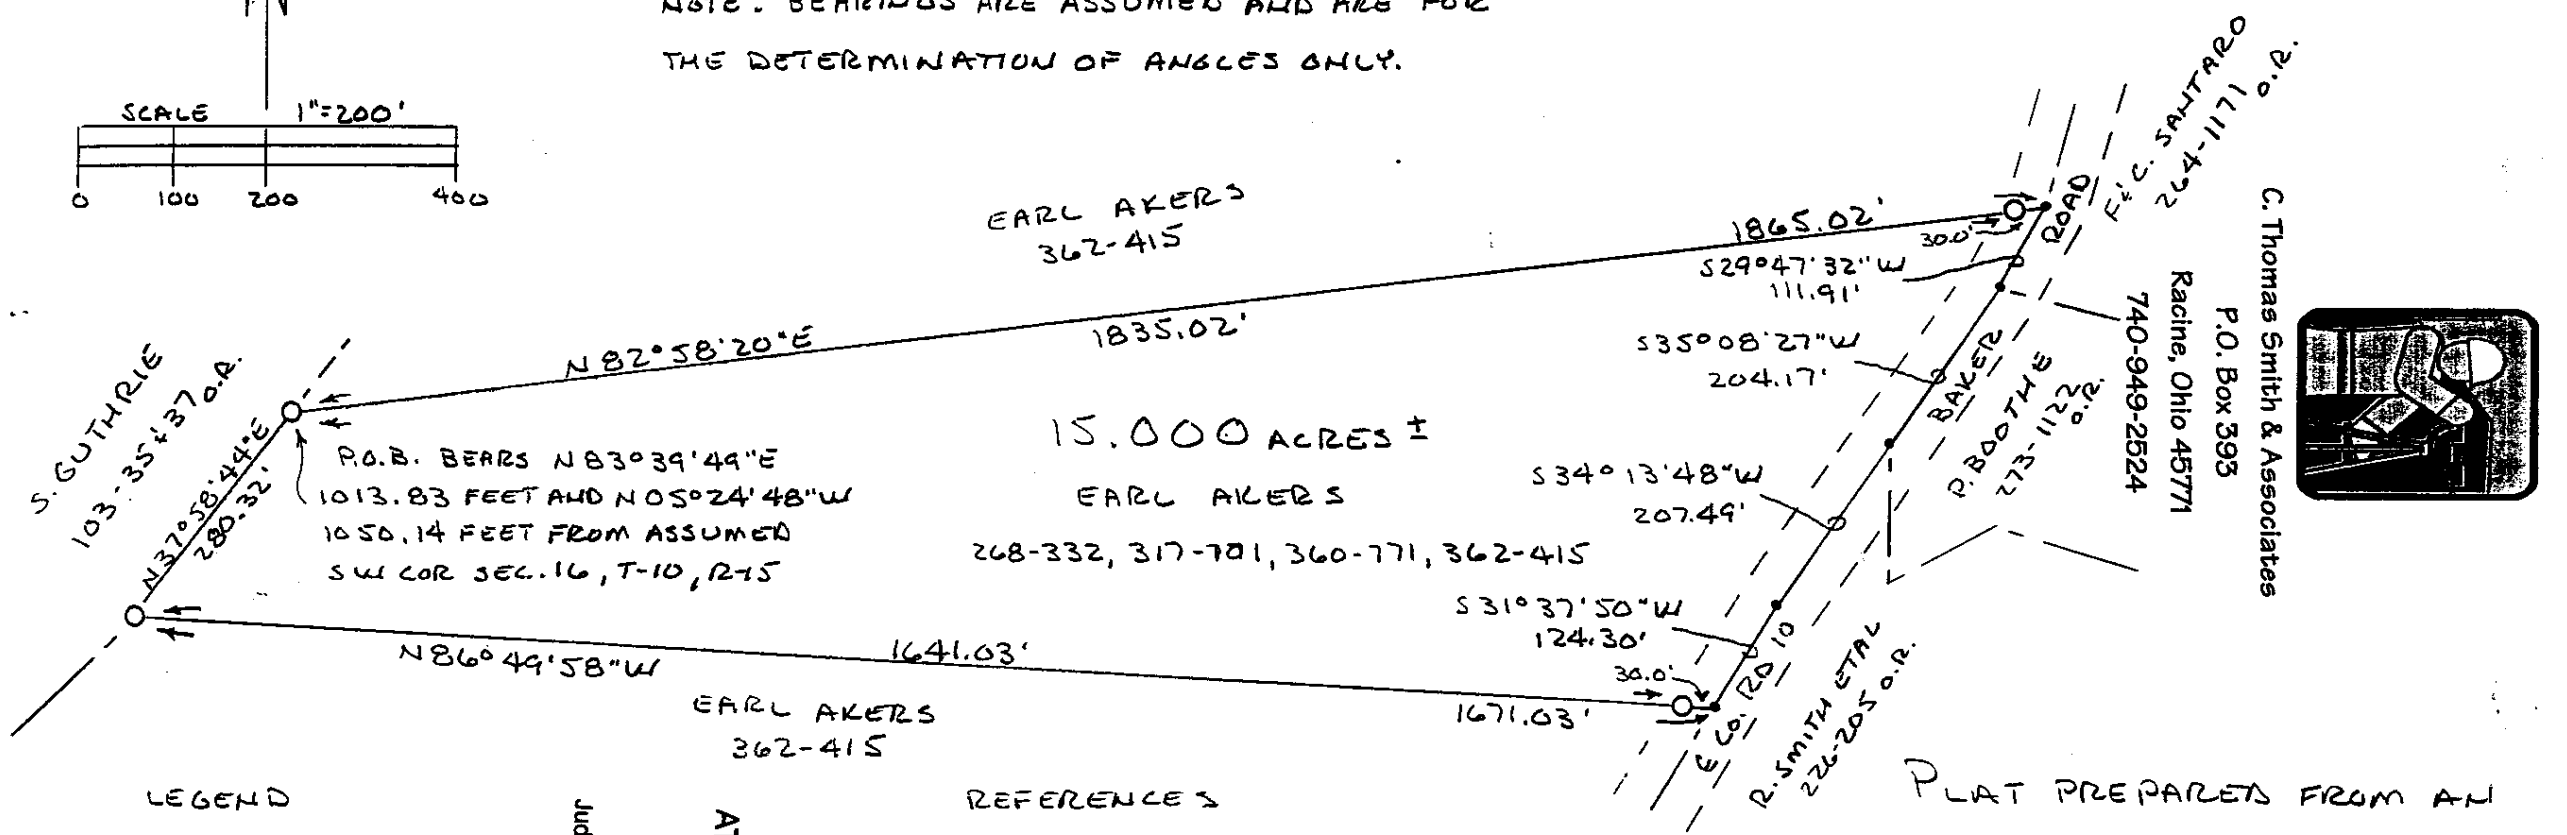 N
NOTE: BEARINGS ARE ASSUMED AND ARE FOR
THE DETERMINATION OF ANGLES ONLY.
SCALE 1"=200'
0 100 200 400
EARL AKERS
362-415
1865.02'
30.0'
ROAD
F & C. SANTARO
264-1171 O.R.
S29°47'32"W
111.91'
N82°58'20"E
1835.02'
S35°08'27"W
204.17'
BAKER
P. BOOTHE
273-1122 O.R.
S. GUTHRIE
103-35 & 37 O.R.
N37°58'44"E
280.32'
P.O.B. BEARS N83°39'49"E
1013.83 FEET AND N05°24'48"W
1050.14 FEET FROM ASSUMED
SW COR SEC.16, T-10, R-15
15.000 ACRES ±
EARL AKERS
268-332, 317-701, 360-771, 362-415
S34°13'48"W
207.49'
S31°37'50"W
124.30'
30.0'
CO. RD 10
R. SMITH ETAL
226-205 O.R.
N86°49'58"W
1641.03'
1671.03'
EARL AKERS
362-415
C. Thomas Smith & Associates
P.O. Box 393
Racine, Ohio 45771
740-949-2524
LEGEND
REFERENCES
PLAT PREPARED FROM AN